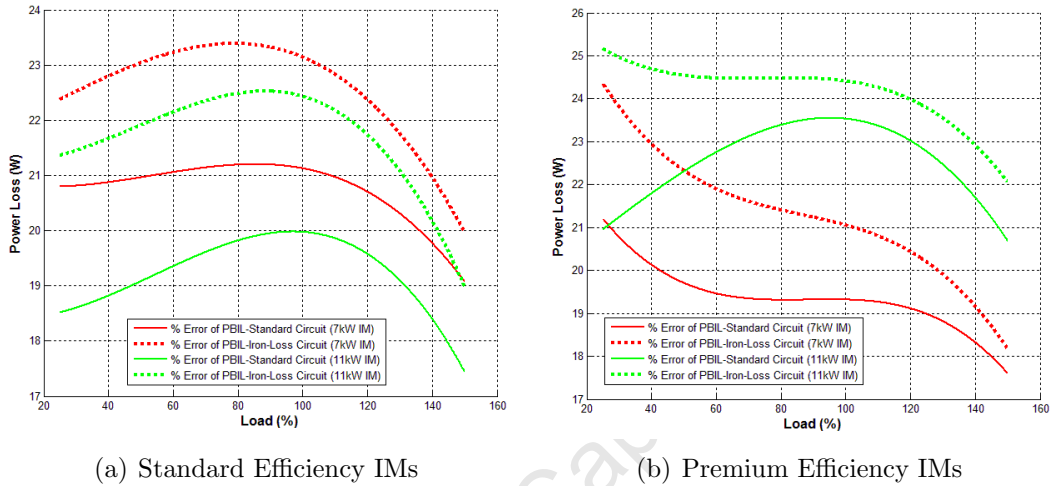 24
23
22
21
20
19
18
17
20 40 60 80 100 120 140 160
Power Loss (W)
Load (%)
% Error of PBIL-Standard Circuit (7kW IM)
% Error of PBIL-Iron-Loss Circuit (7kW IM)
% Error of PBIL-Standard Circuit (11kW IM)
% Error of PBIL-Iron-Loss Circuit (11kW IM)
(a) Standard Efficiency IMs
26
25
24
23
22
21
20
19
18
17
20 40 60 80 100 120 140 160
Power Loss (W)
Load (%)
% Error of PBIL-Standard Circuit (7kW IM)
% Error of PBIL-Iron-Loss Circuit (7kW IM)
% Error of PBIL-Standard Circuit (11kW IM)
% Error of PBIL-Iron-Loss Circuit (11kW IM)
(b) Premium Efficiency IMs